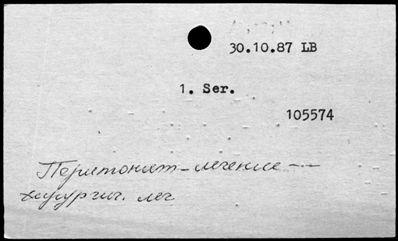 30.10.87 LB
1. Ser.
105574
Перитонит – лечение –
хирургич. леч